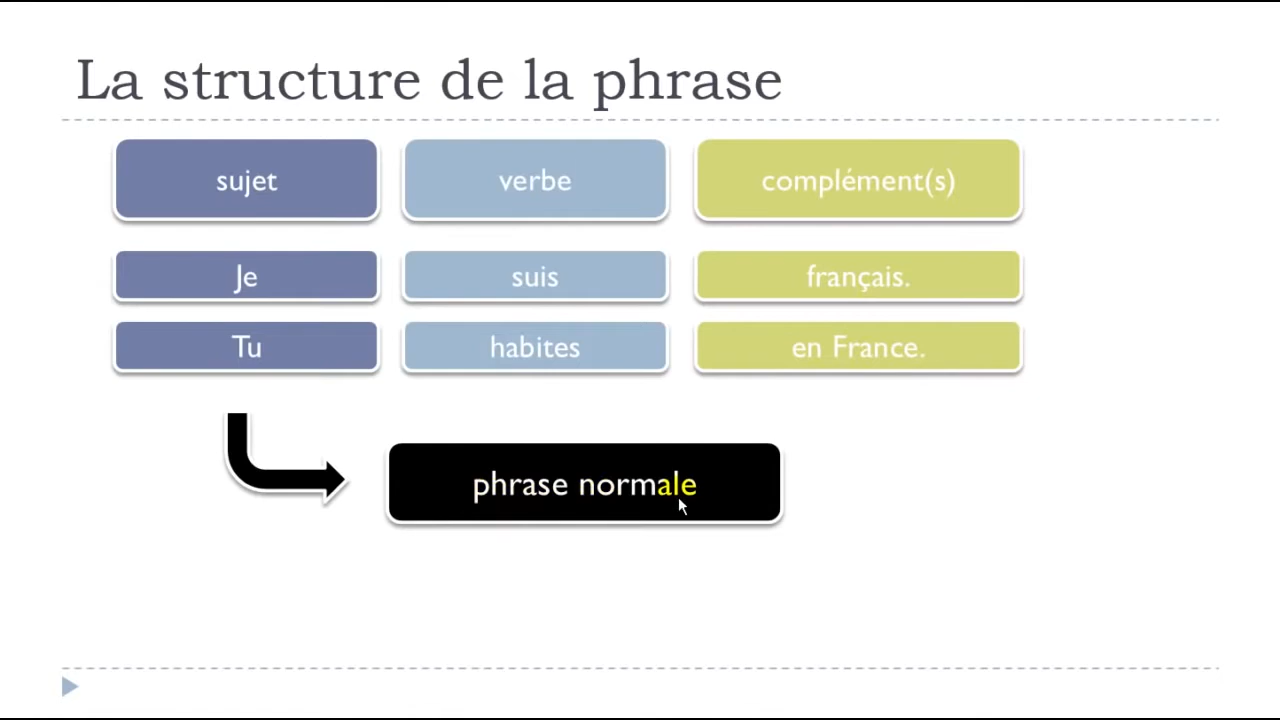 La structure de la phrase
sujet verbe complément(s)
Je suis français.
Tu habites en France.
phrase normale